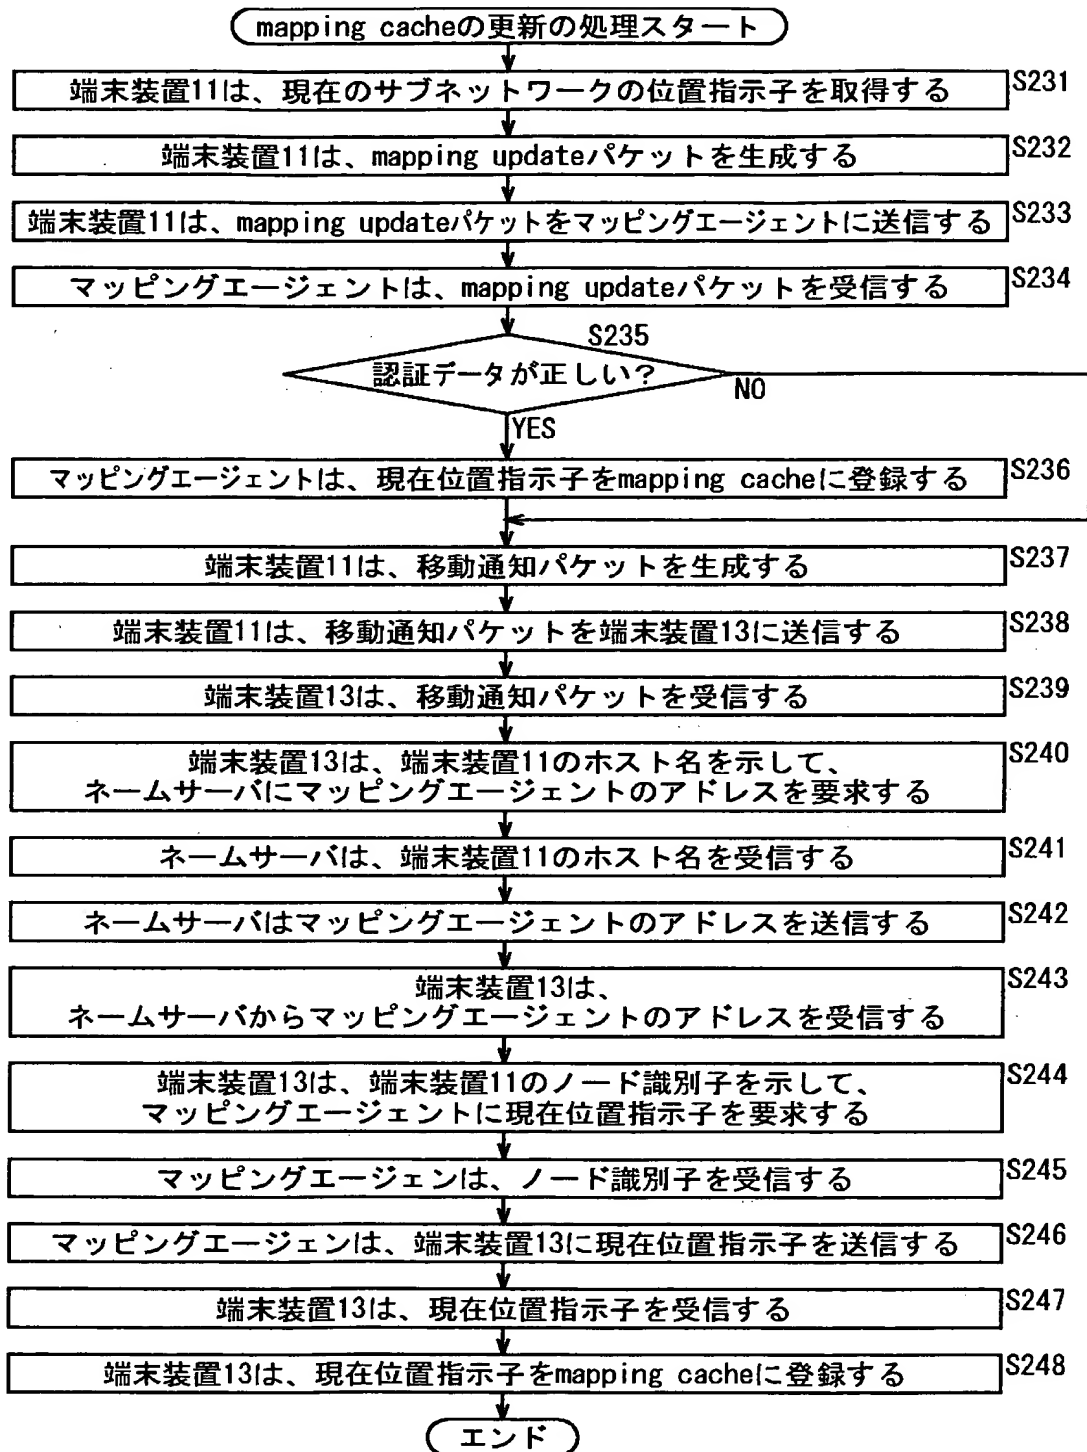 mapping cacheの更新の処理スタート
端末装置11は、現在のサブネットワークの位置指示子を取得する
S231
端末装置11は、mapping updateパケットを生成する
S232
端末装置11は、mapping updateパケットをマッピングエージェントに送信する
S233
マッピングエージェントは、mapping updateパケットを受信する
S234
S235
認証データが正しい?
NO
YES
マッピングエージェントは、現在位置指示子をmapping cacheに登録する
S236
端末装置11は、移動通知パケットを生成する
S237
端末装置11は、移動通知パケットを端末装置13に送信する
S238
端末装置13は、移動通知パケットを受信する
S239
端末装置13は、端末装置11のホスト名を示して、
ネームサーバにマッピングエージェントのアドレスを要求する
S240
ネームサーバは、端末装置11のホスト名を受信する
S241
ネームサーバはマッピングエージェントのアドレスを送信する
S242
端末装置13は、
ネームサーバからマッピングエージェントのアドレスを受信する
S243
端末装置13は、端末装置11のノード識別子を示して、
マッピングエージェントに現在位置指示子を要求する
S244
マッピングエージェンは、ノード識別子を受信する
S245
マッピングエージェンは、端末装置13に現在位置指示子を送信する
S246
端末装置13は、現在位置指示子を受信する
S247
端末装置13は、現在位置指示子をmapping cacheに登録する
S248
エンド